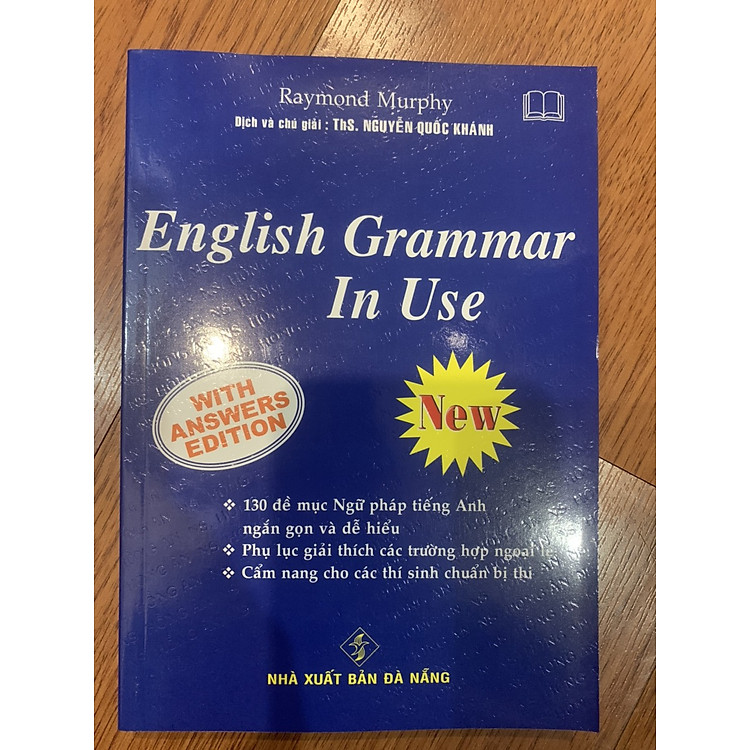 Raymond Murphy
Dịch và chú giải : ThS. NGUYỄN QUỐC KHÁNH
English Grammar
In Use
WITH
ANSWERS
EDITION
New
❖ 130 đề mục Ngữ pháp tiếng Anh
ngắn gọn và dễ hiểu
❖ Phụ lục giải thích các trường hợp ngoại lệ
❖ Cẩm nang cho các thí sinh chuẩn bị thi
NHÀ XUẤT BẢN ĐÀ NẴNG